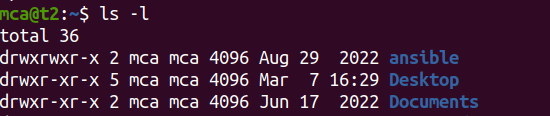 mca@t2:~$ ls -l
total 36
drwxrwxr-x 2 mca mca 4096 Aug 29  2022 ansible
drwxr-xr-x 5 mca mca 4096 Mar  7 16:29 Desktop
drwxr-xr-x 2 mca mca 4096 Jun 17  2022 Documents